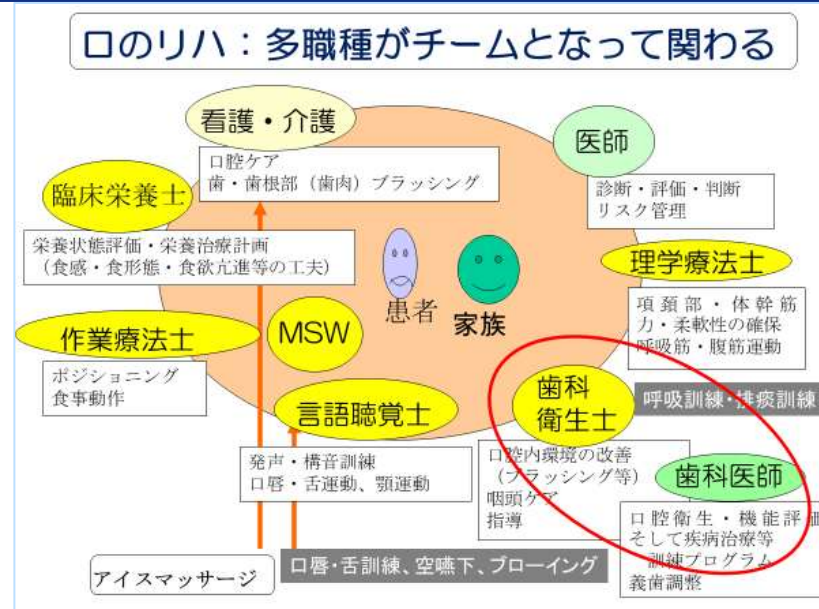 口のリハ：多職種がチームとなって関わる
看護・介護
口腔ケア
歯・歯根部（歯肉）ブラッシング
医師
診断・評価・判断
リスク管理
臨床栄養士
栄養状態評価・栄養治療計画
（食感・食形態・食欲亢進等の工夫）
患者
家族
理学療法士
項頚部・体幹筋
力・柔軟性の確保
呼吸筋・腹筋運動
呼吸訓練・排痰訓練
作業療法士
ポジショニング
食事動作
MSW
言語聴覚士
発声・構音訓練
口唇・舌運動、顎運動
歯科
衛生士
口腔内環境の改善
（ブラッシング等）
咽頭ケア
指導
歯科医師
口腔衛生・機能評価
そして疾病治療等
訓練プログラム
義歯調整
アイスマッサージ
口唇・舌訓練、空嚥下、ブローイング